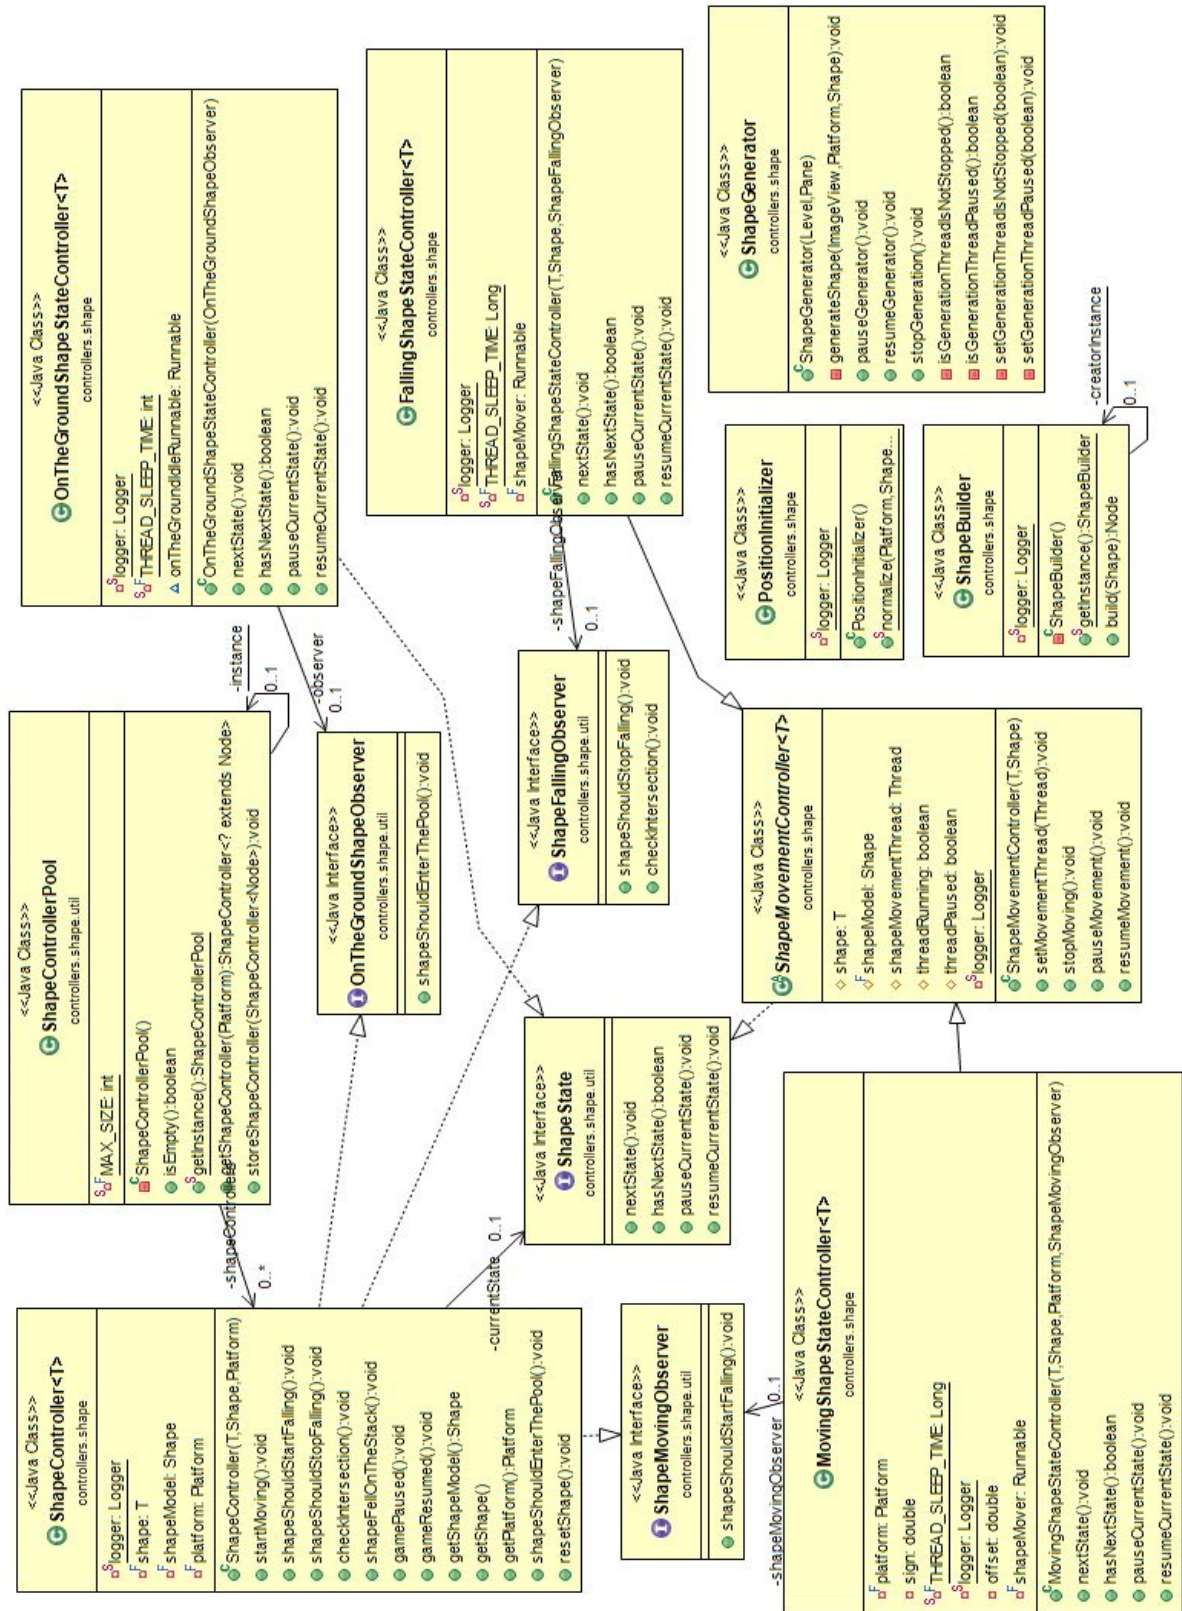 <<Java Class>>
ShapeController<T>
controllers.shape
logger: Logger
shape: T
shapeModel: Shape
platform: Platform
ShapeController(T,Shape,Platform)
startMoving():void
shapeShouldStartFalling():void
shapeShouldStopFalling():void
checkIntersection():void
shapeFellOnTheStack():void
gamePaused():void
gameResumed():void
getShapeModel():Shape
getShape()
getPlatform():Platform
shapeShouldEnterThePool():void
resetShape():void
-shapeControllers
0..*
-currentState
0..1
<<Java Class>>
ShapeControllerPool
controllers.shape.util
MAX_SIZE: int
ShapeControllerPool()
isEmpty():boolean
getInstance():ShapeControllerPool
getShapeController(Platform):ShapeController<? extends Node>
storeShapeController(ShapeController<Node>):void
-instance
0..1
<<Java Class>>
OnTheGroundShapeStateController<T>
controllers.shape
logger: Logger
THREAD_SLEEP_TIME: int
onTheGroundIdleRunnable: Runnable
OnTheGroundShapeStateController(OnTheGroundShapeObserver)
nextState():void
hasNextState():boolean
pauseCurrentState():void
resumeCurrentState():void
-observer
0..1
<<Java Interface>>
OnTheGroundShapeObserver
controllers.shape.util
shapeShouldEnterThePool():void
<<Java Class>>
FallingShapeStateController<T>
controllers.shape
logger: Logger
THREAD_SLEEP_TIME: Long
shapeMover: Runnable
FallingShapeStateController(T,Shape,ShapeFallingObserver)
nextState():void
hasNextState():boolean
pauseCurrentState():void
resumeCurrentState():void
-shapeFallingObserver
0..1
<<Java Interface>>
ShapeState
controllers.shape.util
nextState():void
hasNextState():boolean
pauseCurrentState():void
resumeCurrentState():void
<<Java Interface>>
ShapeFallingObserver
controllers.shape.util
shapeShouldStopFalling():void
checkIntersection():void
<<Java Interface>>
ShapeMovingObserver
controllers.shape.util
shapeShouldStartFalling():void
-shapeMovingObserver
0..1
<<Java Class>>
MovingShapeStateController<T>
controllers.shape
platform: Platform
sign: double
THREAD_SLEEP_TIME: Long
logger: Logger
offset: double
shapeMover: Runnable
MovingShapeStateController(T,Shape,Platform,ShapeMovingObserver)
nextState():void
hasNextState():boolean
pauseCurrentState():void
resumeCurrentState():void
<<Java Class>>
ShapeMovementController<T>
controllers.shape
shape: T
shapeModel: Shape
shapeMovementThread: Thread
threadRunning: boolean
threadPaused: boolean
logger: Logger
ShapeMovementController(T,Shape)
setMovementThread(Thread):void
stopMoving():void
pauseMovement():void
resumeMovement():void
<<Java Class>>
PositionInitializer
controllers.shape
logger: Logger
PositionInitializer()
normalize(Platform,Shape...
<<Java Class>>
ShapeGenerator
controllers.shape
ShapeGenerator(Level,Pane)
generateShape(ImageView,Platform,Shape):void
pauseGenerator():void
resumeGenerator():void
stopGeneration():void
isGenerationThreadIsNotStopped():boolean
isGenerationThreadPaused():boolean
setGenerationThreadIsNotStopped(boolean):void
setGenerationThreadPaused(boolean):void
<<Java Class>>
ShapeBuilder
controllers.shape
logger: Logger
ShapeBuilder()
getInstance():ShapeBuilder
build(Shape):Node
-creatorInstance
0..1